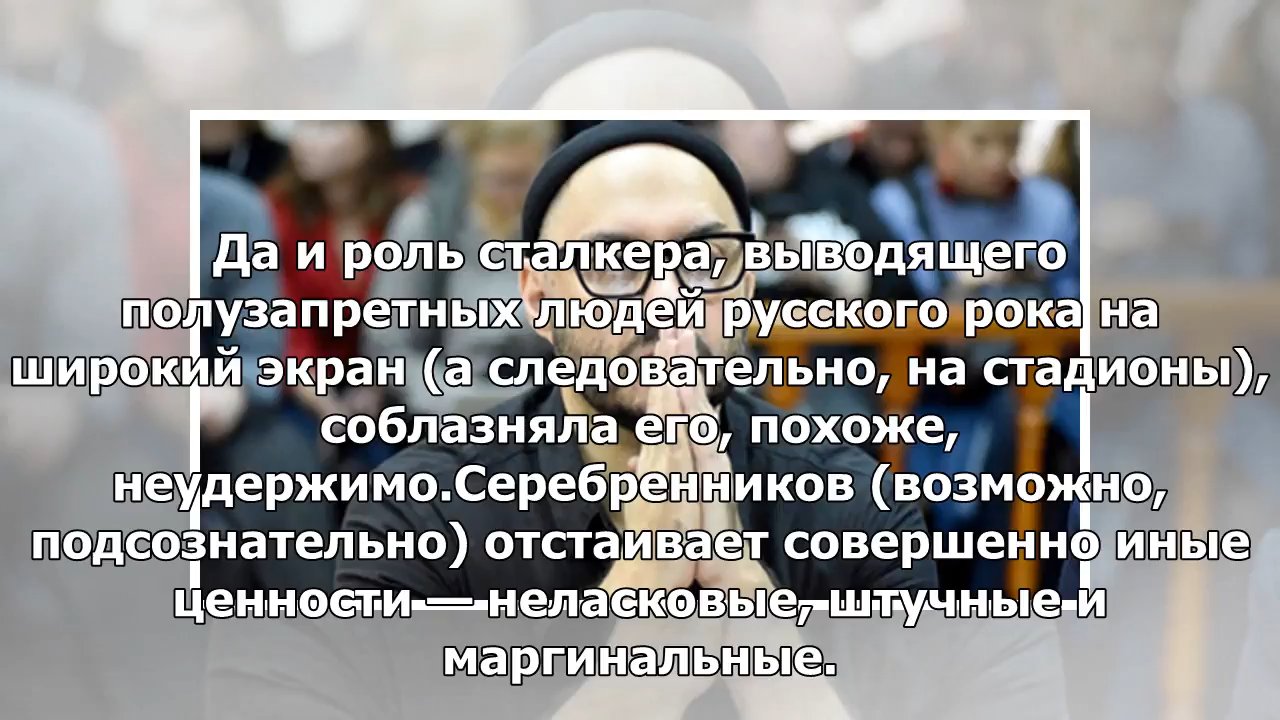 Да и роль сталкера, выводящего
полузапретных людей русского рока на
широкий экран (а следовательно, на стадионы),
соблазняла его, похоже,
неудержимо.Серебренников (возможно,
подсознательно) отстаивает совершенно иные
ценности — неласковые, штучные и
маргинальные.